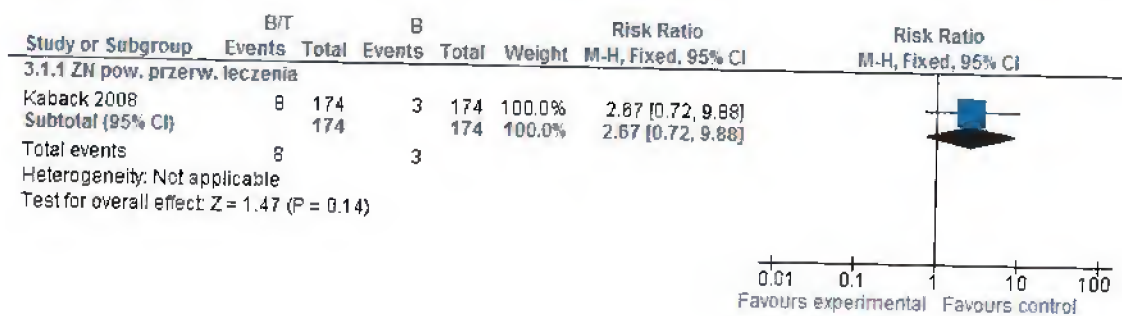 B/T B Risk Ratio Risk Ratio
Study or Subgroup Events Total Events Total Weight M-H, Fixed, 95% CI M-H, Fixed, 95% CI
3.1.1 ZN pow. przerw. leczenia
Kaback 2008 8 174 3 174 100.0% 2.67 [0.72, 9.88]
Subtotal (95% CI) 174 174 100.0% 2.67 [0.72, 9.88]
Total events 8 3
Heterogeneity: Not applicable
Test for overall effect: Z = 1.47 (P = 0.14)
0.01 0.1 1 10 100
Favours experimental Favours control